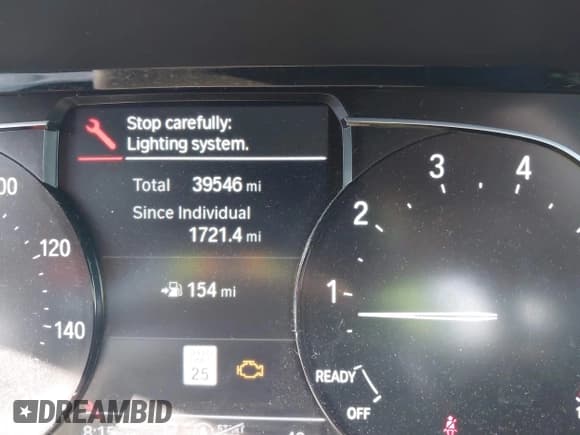 Stop carefully:
Lighting system.
Total 39546 mi
Since Individual
1721.4 mi
154 mi
25
100
120
140
1
2
3
4
READY
OFF
DREAMBID